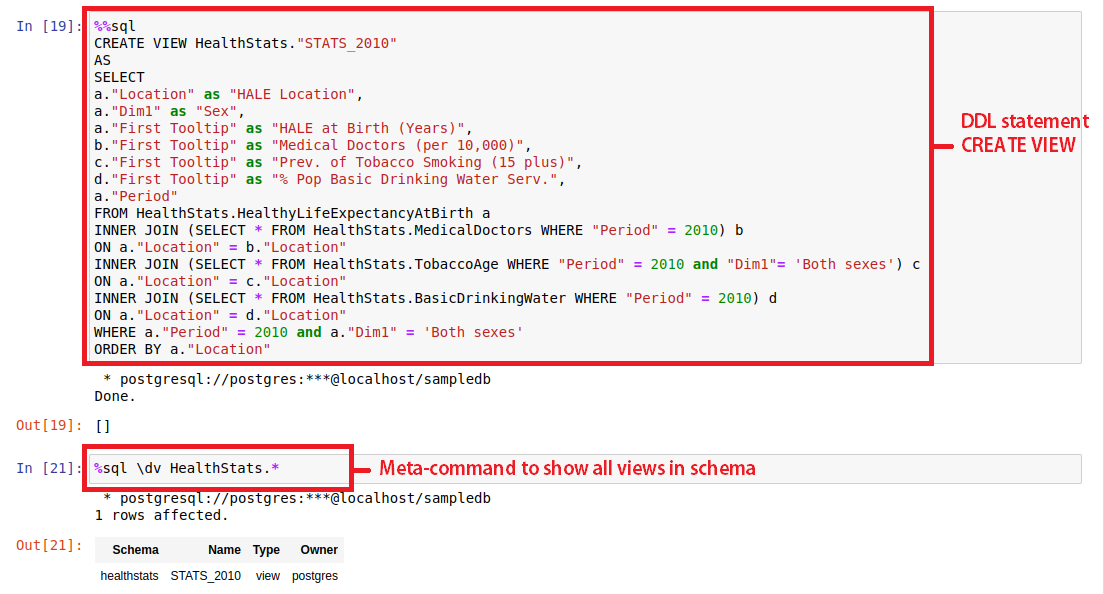 In [19]: %%sql
CREATE VIEW HealthStats."STATS_2010"
AS
SELECT
a."Location" as "HALE Location",
a."Dim1" as "Sex",
a."First Tooltip" as "HALE at Birth (Years)",
b."First Tooltip" as "Medical Doctors (per 10,000)",
c."First Tooltip" as "Prev. of Tobacco Smoking (15 plus)",
d."First Tooltip" as "% Pop Basic Drinking Water Serv.",
a."Period"
FROM HealthStats.HealthyLifeExpectancyAtBirth a
INNER JOIN (SELECT * FROM HealthStats.MedicalDoctors WHERE "Period" = 2010) b
ON a."Location" = b."Location"
INNER JOIN (SELECT * FROM HealthStats.TobaccoAge WHERE "Period" = 2010 and "Dim1"= 'Both sexes') c
ON a."Location" = c."Location"
INNER JOIN (SELECT * FROM HealthStats.BasicDrinkingWater WHERE "Period" = 2010) d
ON a."Location" = d."Location"
WHERE a."Period" = 2010 and a."Dim1" = 'Both sexes'
ORDER BY a."Location"
DDL statement
CREATE VIEW
* postgresql://postgres:***@localhost/sampledb
Done.
Out[19]: []
In [21]: %sql \dv HealthStats.*
Meta-command to show all views in schema
* postgresql://postgres:***@localhost/sampledb
1 rows affected.
Out[21]:
Schema Name Type Owner
healthstats STATS_2010 view postgres